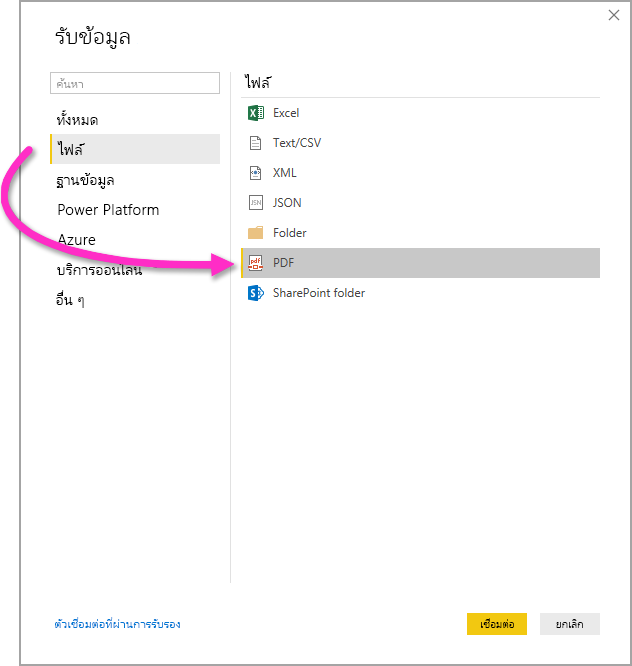 รับข้อมูล
ค้นหา
ทั้งหมด
ไฟล์
ฐานข้อมูล
Power Platform
Azure
บริการออนไลน์
อื่น ๆ
ไฟล์
Excel
Text/CSV
XML
JSON
Folder
PDF
SharePoint folder
ตัวเชื่อมต่อที่ผ่านการรับรอง
เชื่อมต่อ
ยกเลิก